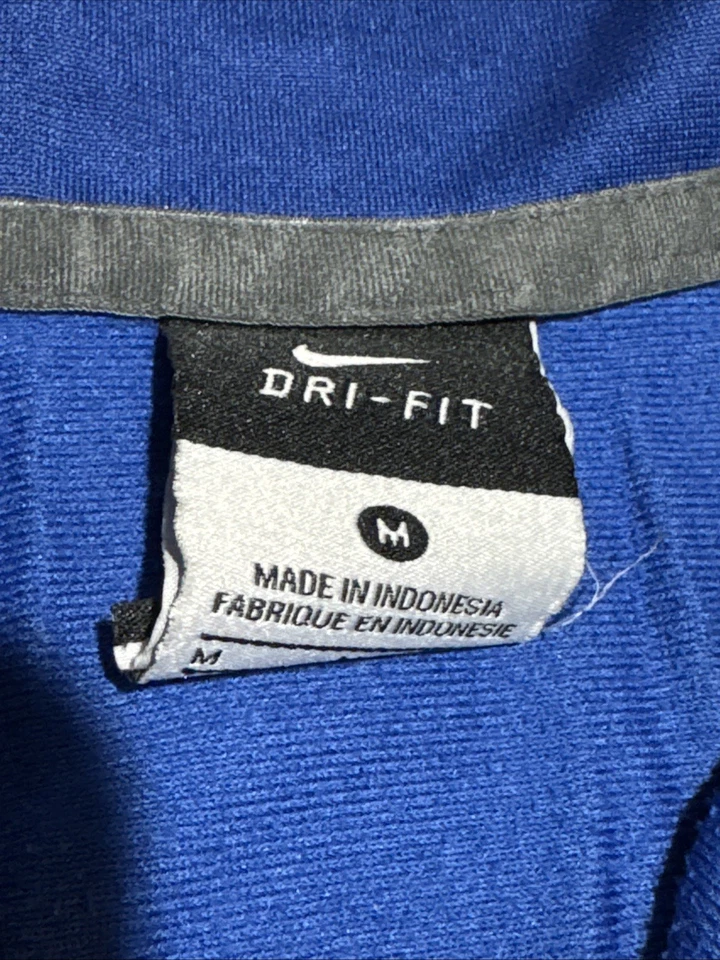 DRI-FIT
M
MADE IN INDONESIA
FABRIQUE EN INDONESIE
M